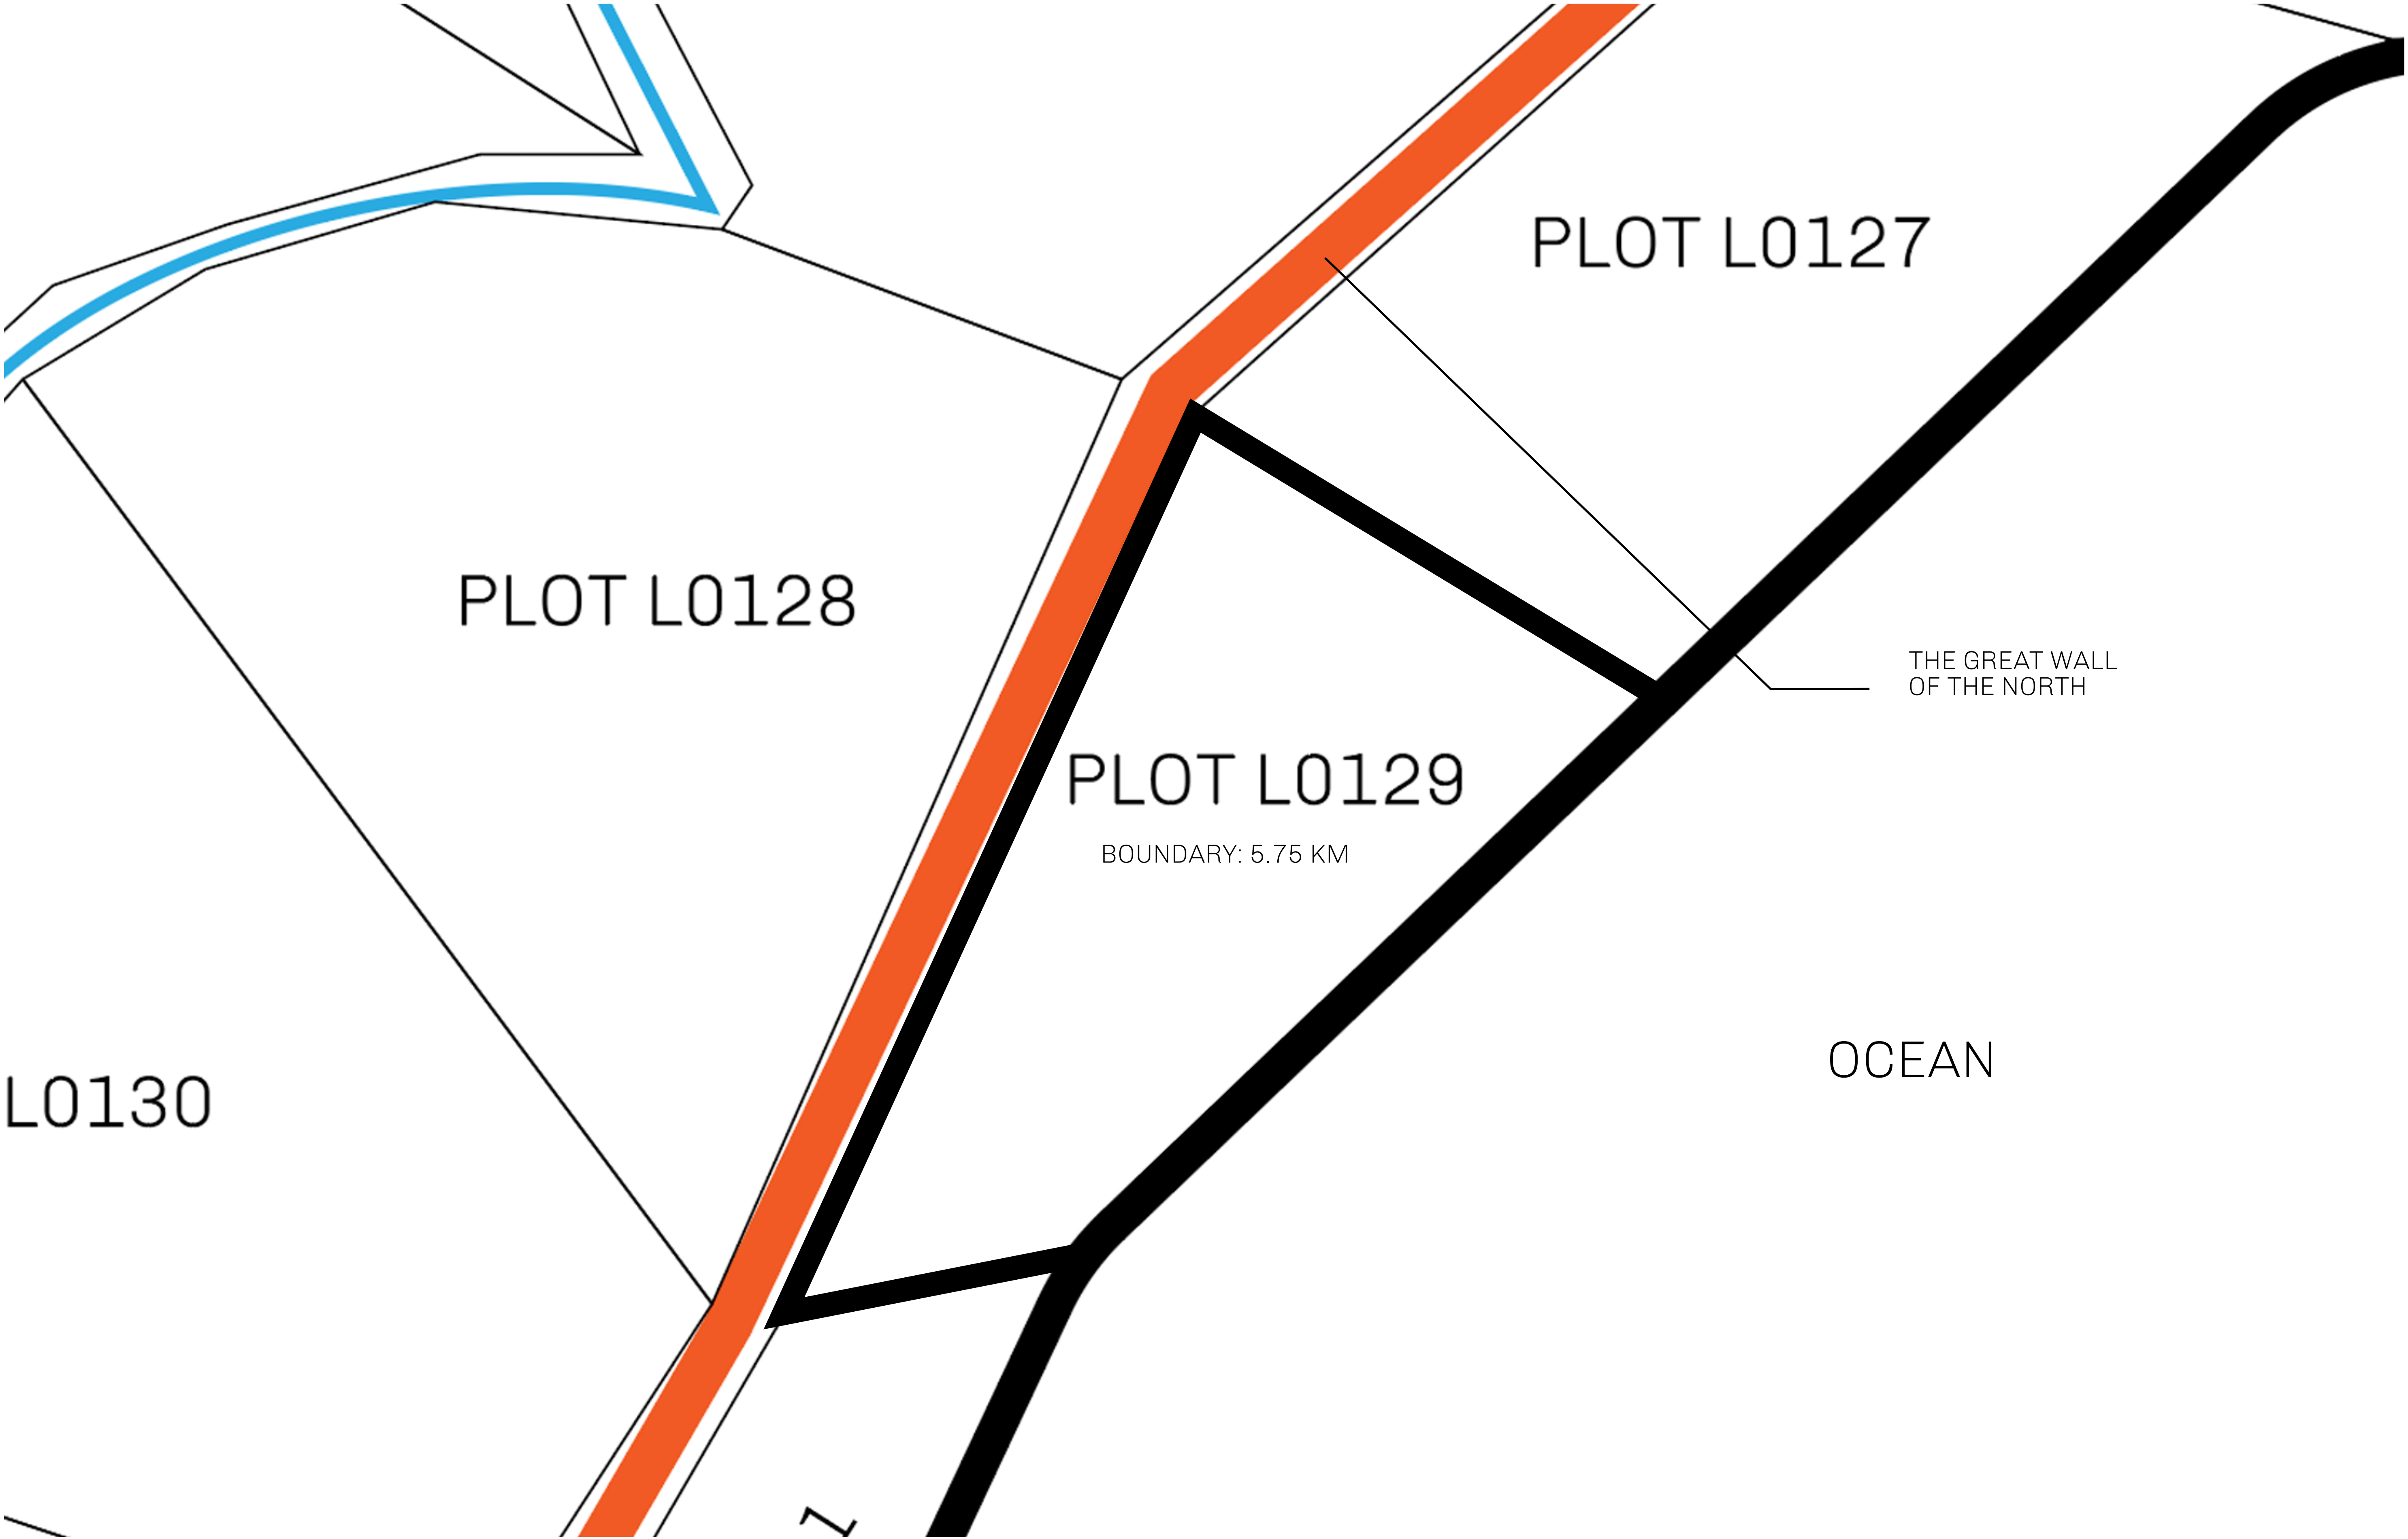 PLOT L0127
PLOT L0128
THE GREAT WALL
OF THE NORTH
PLOT L0129
BOUNDARY: 5.75 KM
OCEAN
L0130